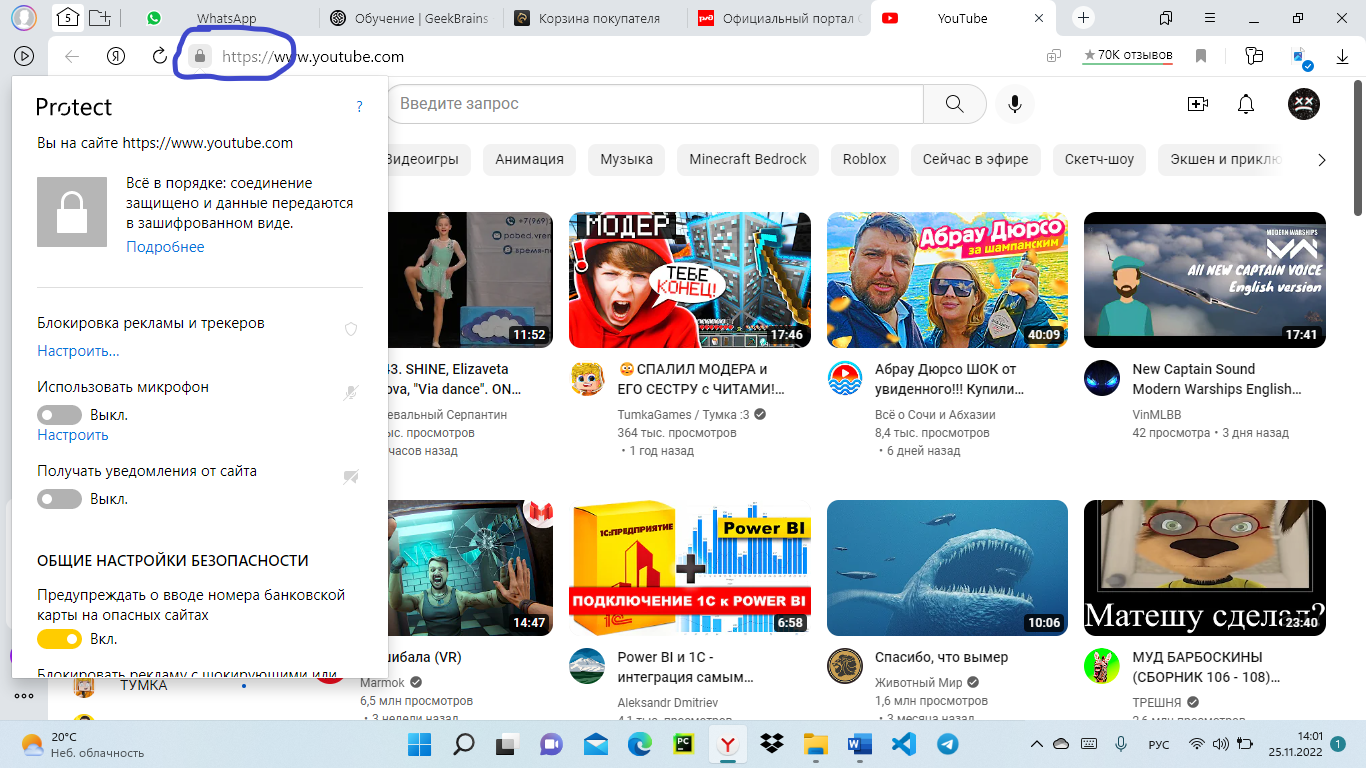 WhatsApp
Обучение | GeekBrains
Корзина покупателя
Официальный портал
YouTube
https://www.youtube.com
70K отзывов
Protect
?
Вы на сайте https://www.youtube.com
Всё в порядке: соединение
защищено и данные передаются
в зашифрованном виде.
Подробнее
Блокировка рекламы и трекеров
Настроить...
Использовать микрофон
Выкл.
Настроить
Получать уведомления от сайта
Выкл.
ОБЩИЕ НАСТРОЙКИ БЕЗОПАСНОСТИ
Предупреждать о вводе номера банковской
карты на опасных сайтах
Вкл.
Блокировать рекламу с шокирующими или
ТУМКА
Введите запрос
Видеоигры
Анимация
Музыка
Minecraft Bedrock
Roblox
Сейчас в эфире
Скетч-шоу
Экшен и приклю
+7(969)
pobed.vrem
время-по
11:52
43. SHINE, Elizaveta
ova, "Via dance". ON...
евальный Серпантин
ыс. просмотров
часов назад
МОДЕР
ТЕБЕ
КОНЕЦ!
17:46
СПАЛИЛ МОДЕРА и
ЕГО СЕСТРУ с ЧИТАМИ!...
TumkaGames / Тумка :3
364 тыс. просмотров
• 1 год назад
Абрау Дюрсо
за шампанским
40:09
Абрау Дюрсо ШОК от
увиденного!!! Купили...
Всё о Сочи и Абхазии
8,4 тыс. просмотров
• 6 дней назад
MODERN WARSHIPS
All NEW CAPTAIN VOICE
English version
17:41
New Captain Sound
Modern Warships English...
VinMLBB
42 просмотра • 3 дня назад
14:47
шибала (VR)
Marmok
6,5 млн просмотров
• 3 недели назад
1С:ПРЕДПРИЯТИЕ
Power BI
ПОДКЛЮЧЕНИЕ 1С к POWER BI
1С
6:58
Power BI и 1С -
интеграция самым...
Aleksandr Dmitriev
4,1 тыс. просмотров
10:06
Спасибо, что вымер
Животный Мир
1,6 млн просмотров
• 3 месяца назад
Матешу сделал?
23:40
МУД БАРБОСКИНЫ
(СБОРНИК 106 - 108)...
ТРЕШНЯ
2,6 млн просмотров
20°C
Неб. облачность
РУС
14:01
25.11.2022
1